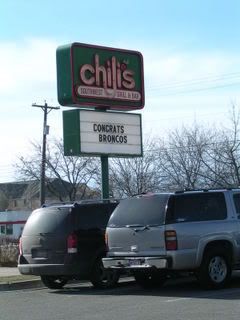 chili's
SOUTHWEST GRILL & BAR
CONGRATS
BRONCOS